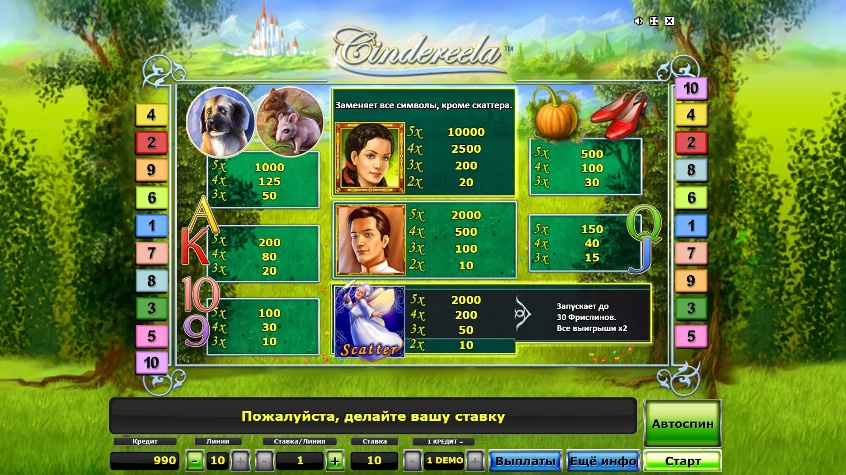 Cindereela™
Заменяет все символы, кроме скаттера.
5x 10000
4x 2500
3x 200
2x 20
5x 1000
4x 125
3x 50
5x 500
4x 100
3x 30
A
K
5x 200
4x 80
3x 20
5x 2000
4x 500
3x 100
2x 10
5x 150
4x 40
3x 15
Q
J
10
9
5x 100
4x 30
3x 10
Scatter
5x 2000
4x 200
3x 50
2x 10
Запускает до
30 Фриспинов.
Все выигрыши x2
4
2
9
6
1
7
8
3
5
10
10
4
2
8
6
1
7
9
3
5
Пожалуйста, делайте вашу ставку
Автоспин
Кредит Линии Ставка/Линия Ставка 1 КРЕДИТ =
990 - 10 + - 1 + 10 - 1 DEMO + Выплаты Ещё инфо Старт